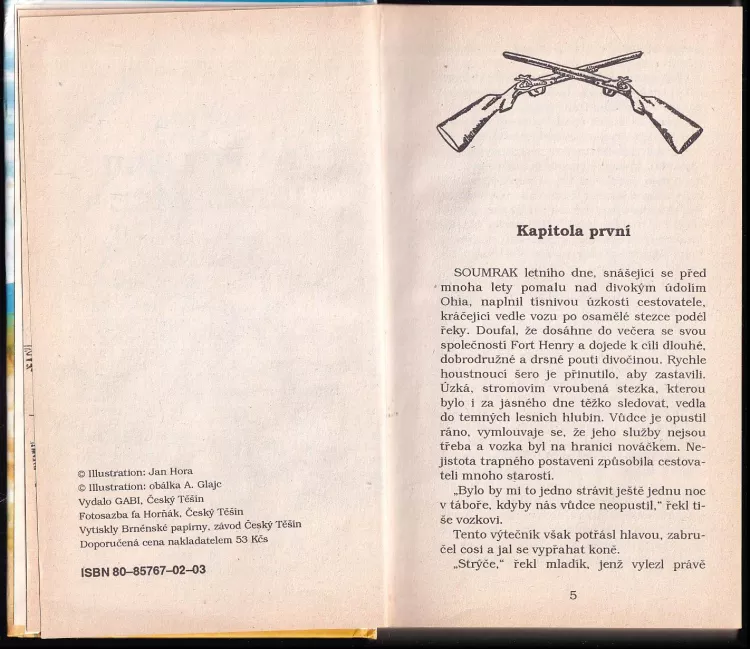 © Illustration: Jan Hora
© Illustration: obálka A. Glajc
Vydalo GABI, Český Těšín
Fotosazba fa Horňák, Český Těšín
Vytiskly Brněnské papírny, závod Český Těšín
Doporučená cena nakladatelem 53 Kčs
ISBN 80–85767–02–03
Kapitola první
SOUMRAK letního dne, snášející se před
mnoha lety pomalu nad divokým údolím
Ohia, naplnil tísnivou úzkostí cestovatele,
kráčející vedle vozu po osamělé stezce podél
řeky. Doufal, že dosáhne do večera se svou
společností Fort Henry a dojede k cíli dlouhé,
dobrodružné a drsné pouti divočinou. Rychle
houstnoucí šero je přinutilo, aby zastavili.
Úzká, stromovím vroubená stezka, kterou
bylo i za jasného dne těžko sledovat, vedla
do temných lesních hlubin. Vůdce je opustil
ráno, vymlouvaje se, že jeho služby nejsou
třeba a vozka byl na hranici nováčkem. Ne-
jistota trapného postavení způsobila cestova-
teli mnoho starostí.
„Bylo by mi to jedno strávit ještě jednu noc
v táboře, kdyby nás vůdce neopustil,“ řekl ti-
še vozkovi.
Tento výtečník však potřásl hlavou, zabru-
čel cosi a jal se vypřahat koně.
„Strýče,“ řekl mladík, jenž vylezl právě
5